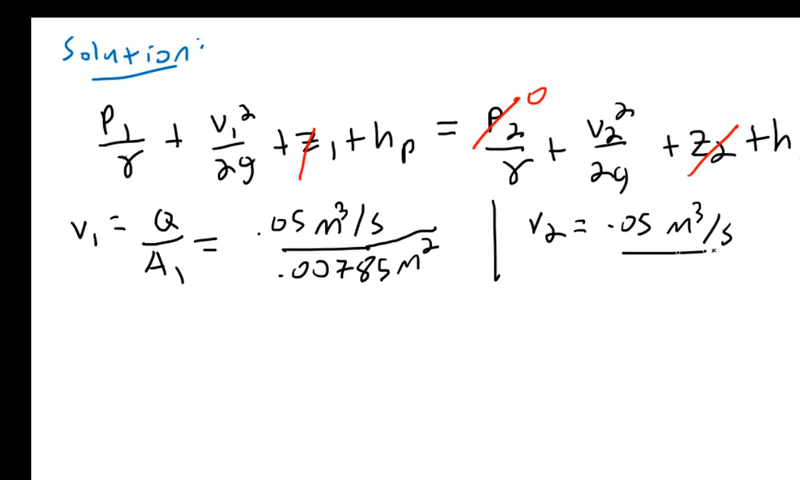 Solution:
P₁/γ + v₁²/2g + z₁ + hₚ = P₂/γ 0 + v₂²/2g + z₂ + h
v₁ = Q/A₁ = .05 m³/s / .00785 m² | v₂ = .05 m³/s